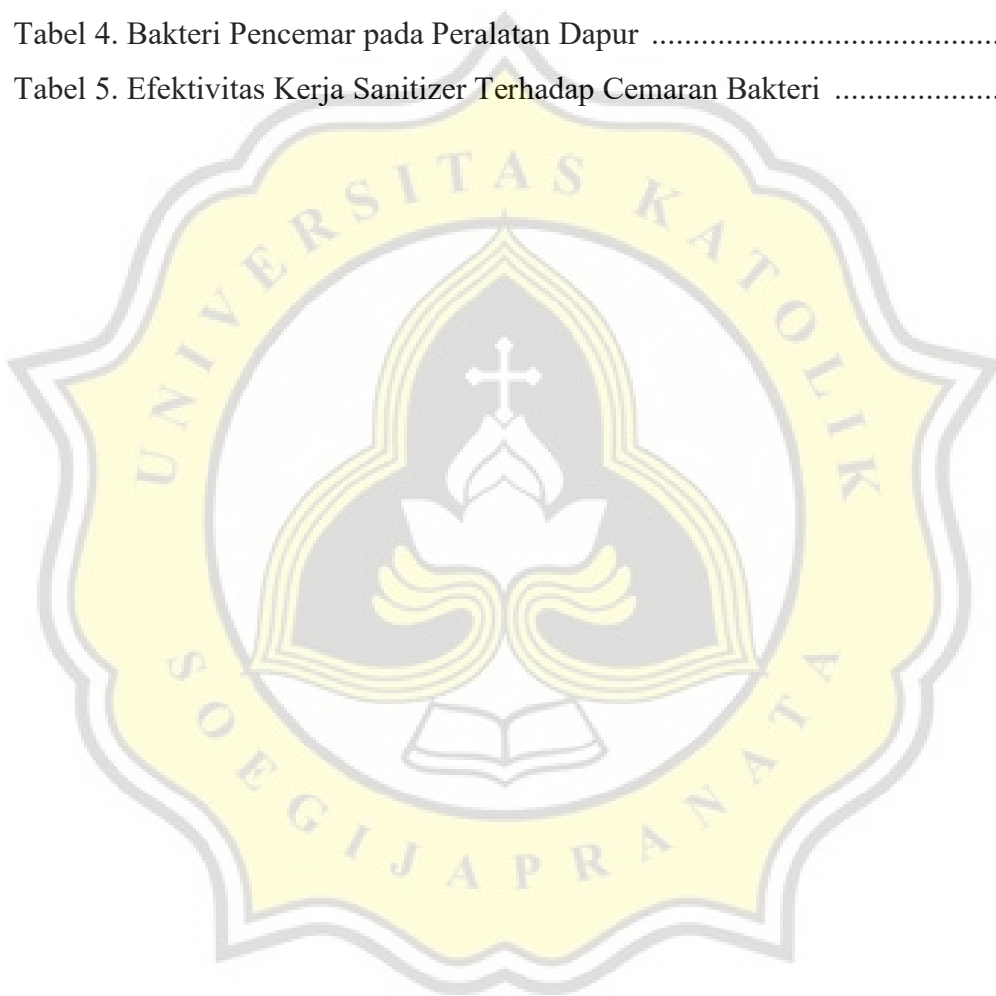 Tabel 4. Bakteri Pencemar pada Peralatan Dapur ..........................................
Tabel 5. Efektivitas Kerja Sanitizer Terhadap Cemaran Bakteri ....................
UNIVERSITAS KATOLIK
SOEGIJAPRANATA